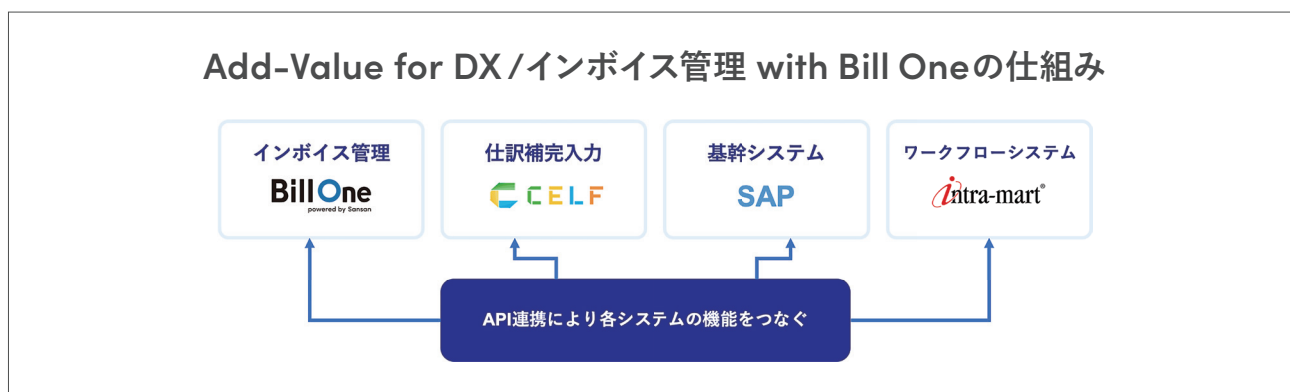 Add-Value for DX/インボイス管理 with Bill Oneの仕組み
インボイス管理
Bill One
powered by Sansan
仕訳補完入力
CELF
基幹システム
SAP
ワークフローシステム
intra-mart®
API連携により各システムの機能をつなぐ